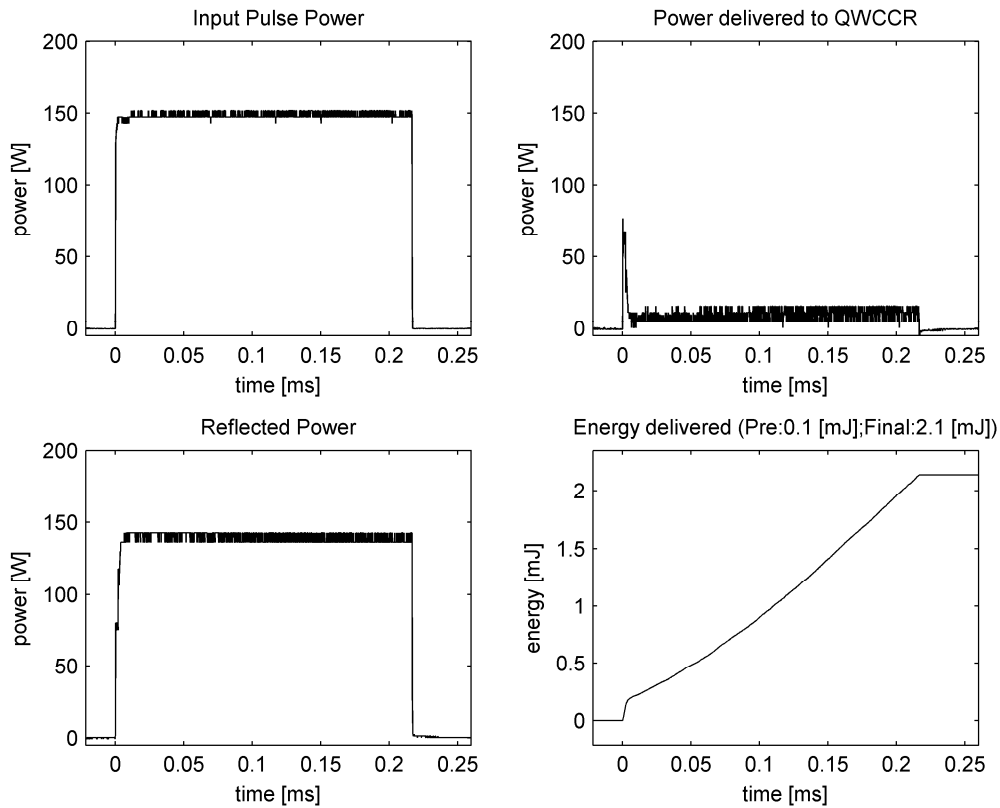 Input Pulse Power
200
150
100
50
0
power [W]
0 0.05 0.1 0.15 0.2 0.25
time [ms]
Power delivered to QWCCR
200
150
100
50
0
power [W]
0 0.05 0.1 0.15 0.2 0.25
time [ms]
Reflected Power
200
150
100
50
0
power [W]
0 0.05 0.1 0.15 0.2 0.25
time [ms]
Energy delivered (Pre:0.1 [mJ];Final:2.1 [mJ])
2
1.5
1
0.5
0
energy [mJ]
0 0.05 0.1 0.15 0.2 0.25
time [ms]